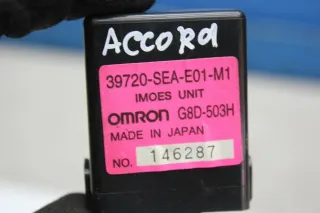 ACCORD
39720-SEA-E01-M1
IMOES UNIT
OMRON G8D-503H
MADE IN JAPAN
NO. 146287